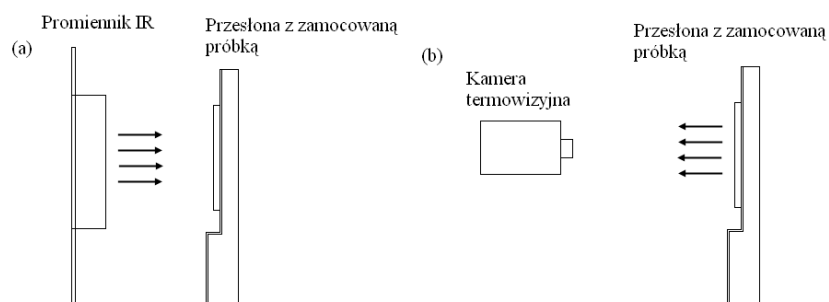 Promiennik IR
Przesłona z zamocowaną
próbką
(a)
Przesłona z zamocowaną
próbką
(b)
Kamera
termowizyjna